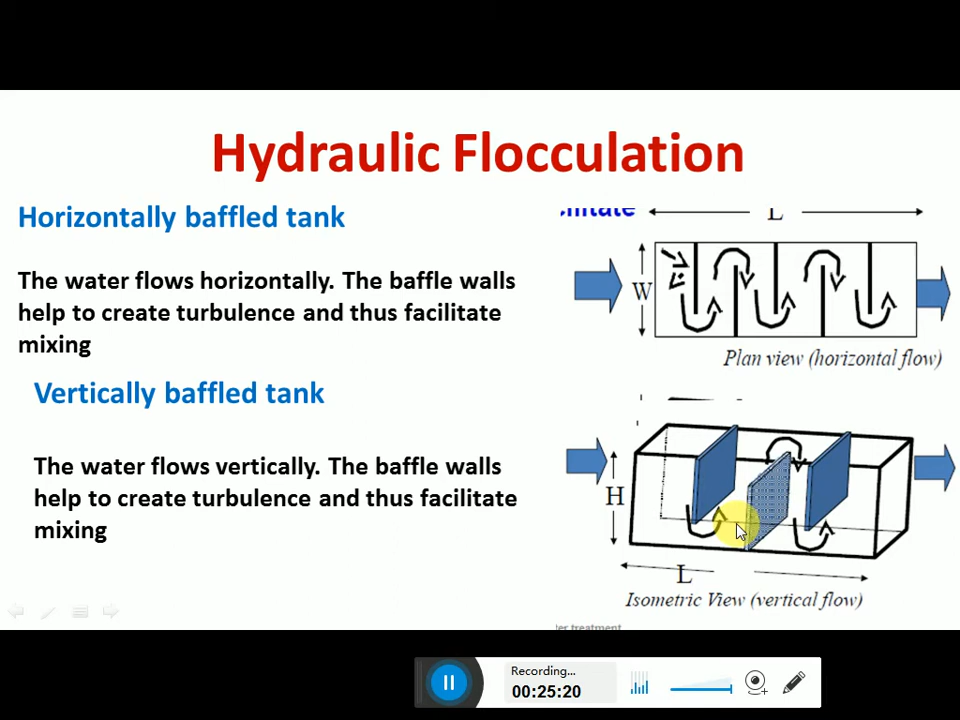 Hydraulic Flocculation
Horizontally baffled tank
The water flows horizontally. The baffle walls
help to create turbulence and thus facilitate
mixing
L
W
Plan view (horizontal flow)
Vertically baffled tank
The water flows vertically. The baffle walls
help to create turbulence and thus facilitate
mixing
H
L
Isometric View (vertical flow)
treatment
Recording...
00:25:20